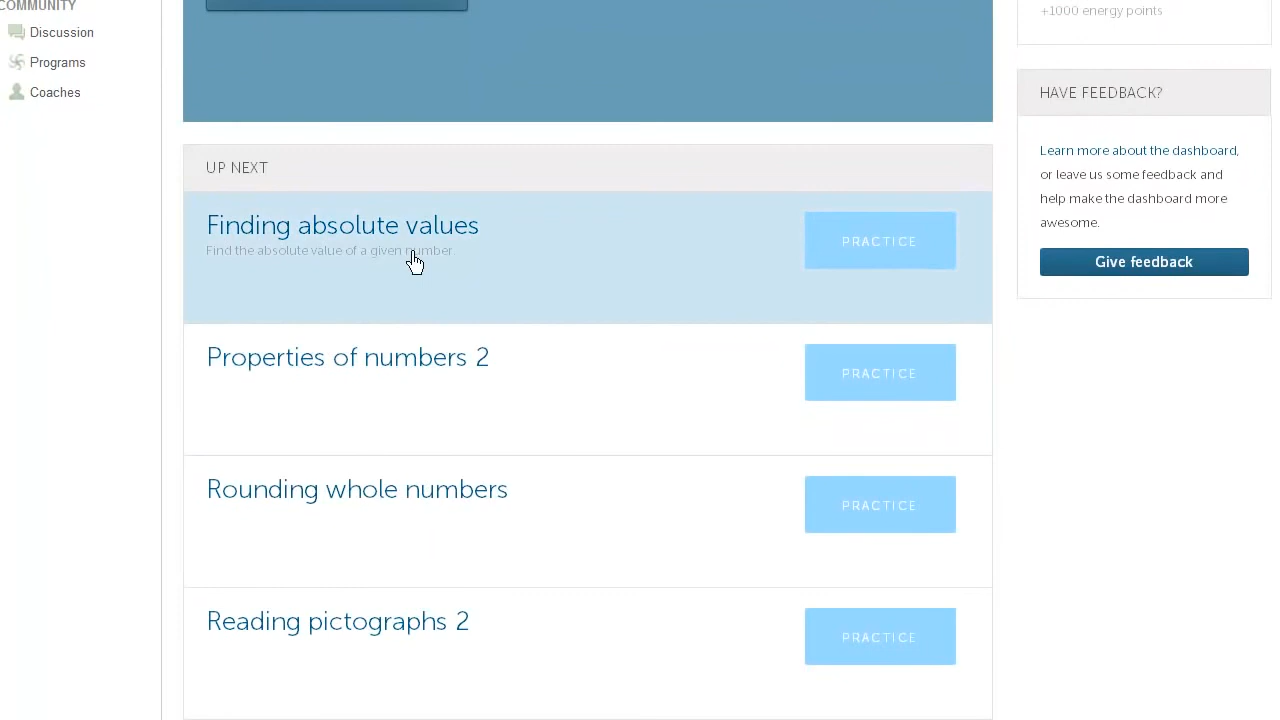 COMMUNITY
Discussion
Programs
Coaches
UP NEXT
Finding absolute values
Find the absolute value of a given number
PRACTICE
Properties of numbers 2
PRACTICE
Rounding whole numbers
PRACTICE
Reading pictographs 2
PRACTICE
+1000 energy points
HAVE FEEDBACK?
Learn more about the dashboard,
or leave us some feedback and
help make the dashboard more
awesome.
Give feedback